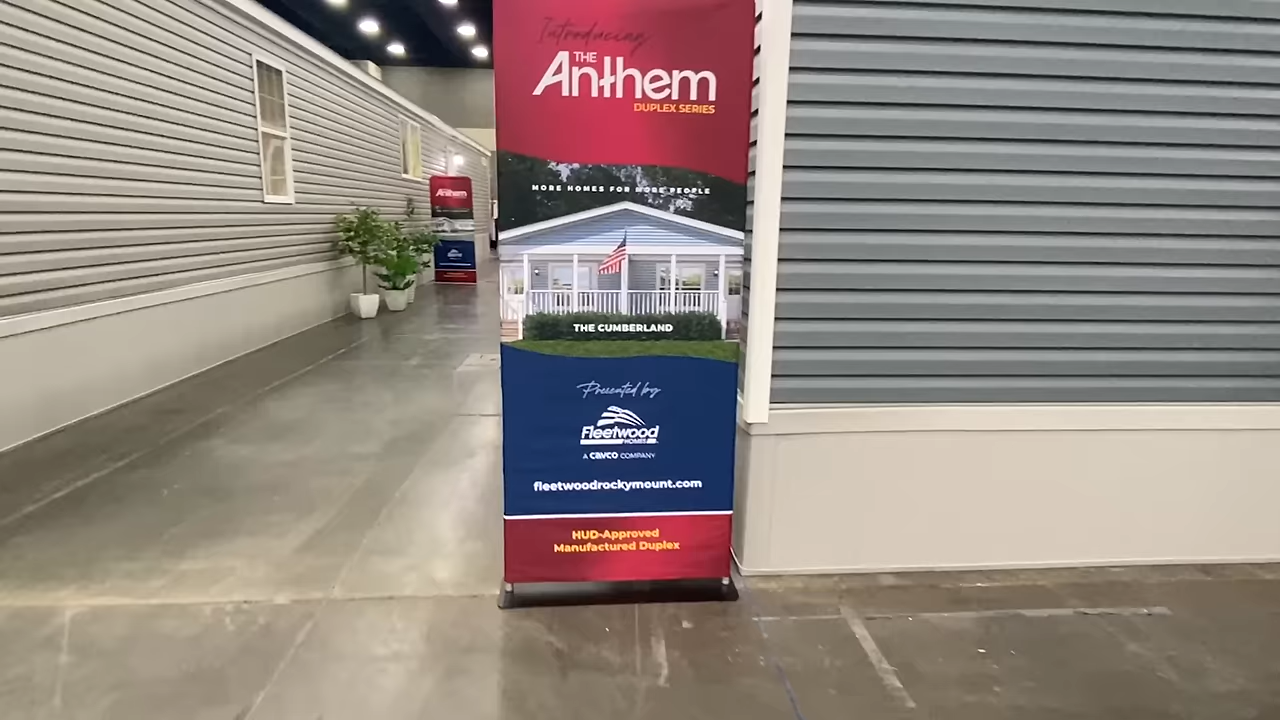 Introducing
THE
Anthem
DUPLEX SERIES
MORE HOMES FOR MORE PEOPLE
THE CUMBERLAND
Presented by
Fleetwood
HOMES
A CAVCO COMPANY
fleetwoodrockymount.com
HUD-Approved
Manufactured Duplex
Anthem